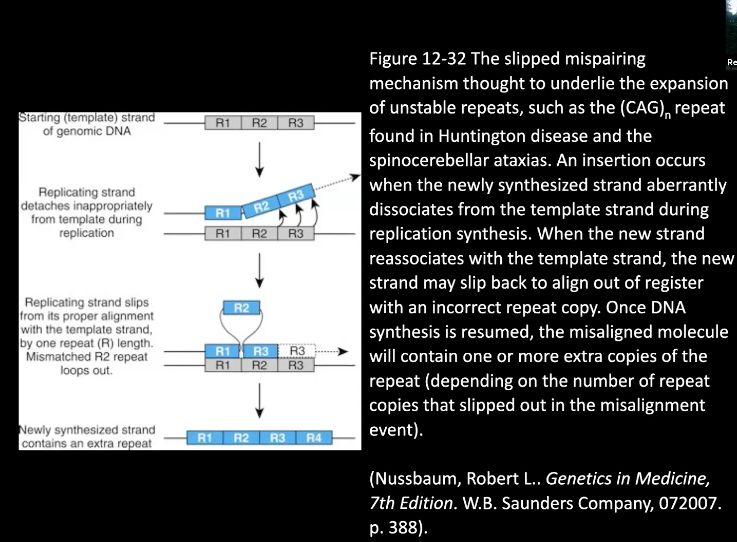 Re
Starting (template) strand
of genomic DNA
R1 R2 R3
Replicating strand
detaches inappropriately
from template during
replication
R1 R2 R3
R1 R2 R3
Replicating strand slips
from its proper alignment
with the template strand,
by one repeat (R) length.
Mismatched R2 repeat
loops out.
R2
R1 R3 R3
R1 R2 R3
Newly synthesized strand
contains an extra repeat
R1 R2 R3 R4
Figure 12-32 The slipped mispairing
mechanism thought to underlie the expansion
of unstable repeats, such as the (CAG)n repeat
found in Huntington disease and the
spinocerebellar ataxias. An insertion occurs
when the newly synthesized strand aberrantly
dissociates from the template strand during
replication synthesis. When the new strand
reassociates with the template strand, the new
strand may slip back to align out of register
with an incorrect repeat copy. Once DNA
synthesis is resumed, the misaligned molecule
will contain one or more extra copies of the
repeat (depending on the number of repeat
copies that slipped out in the misalignment
event).
(Nussbaum, Robert L.. Genetics in Medicine,
7th Edition. W.B. Saunders Company, 072007.
p. 388).